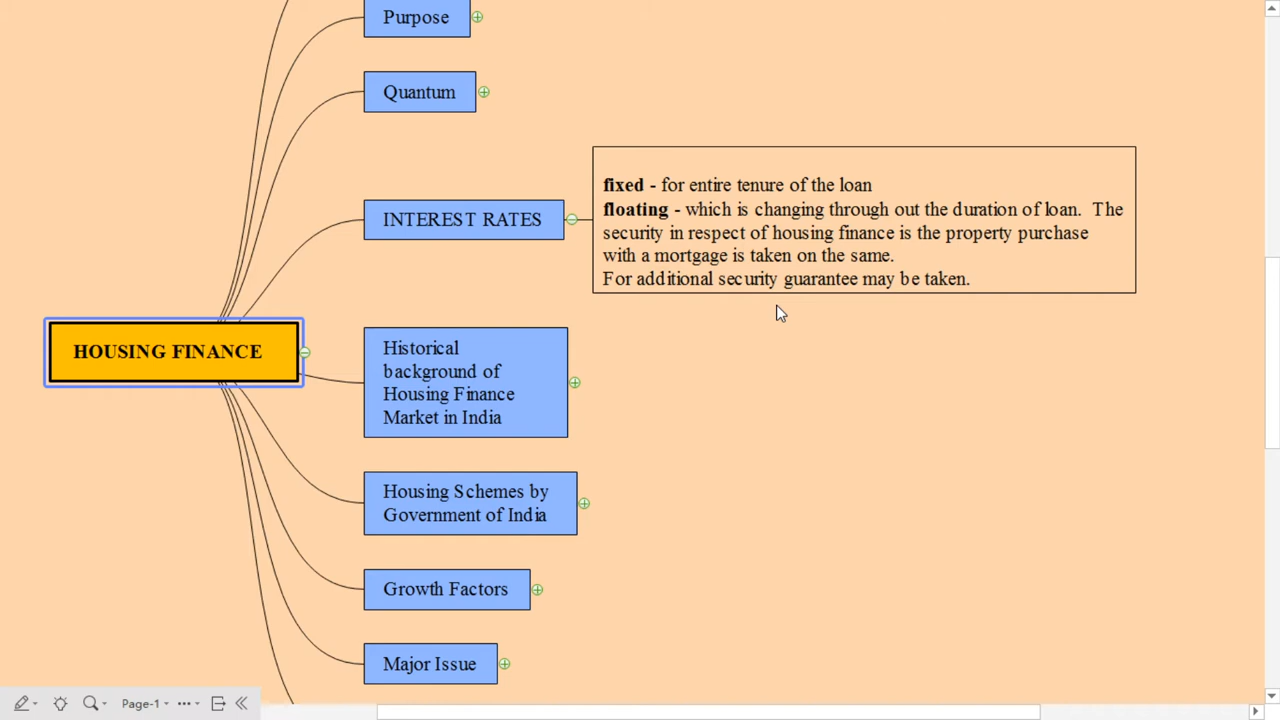 Purpose
Quantum
fixed - for entire tenure of the loan
floating - which is changing through out the duration of loan.  The
security in respect of housing finance is the property purchase
with a mortgage is taken on the same.
For additional security guarantee may be taken.
INTEREST RATES
HOUSING FINANCE
Historical
background of
Housing Finance
Market in India
Housing Schemes by
Government of India
Growth Factors
Major Issue
Page-1